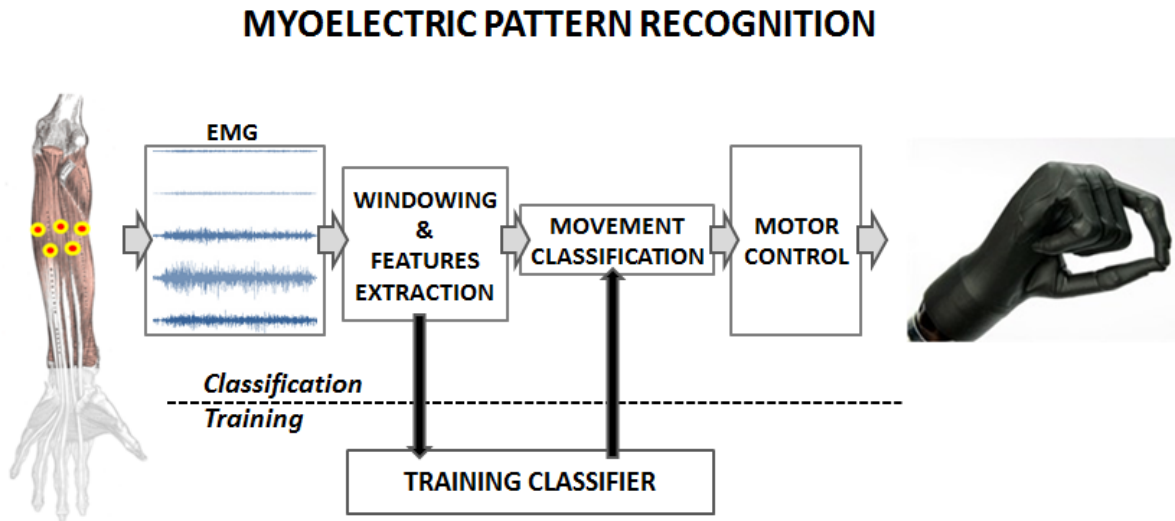 MYOELECTRIC PATTERN RECOGNITION
EMG
WINDOWING
&
FEATURES
EXTRACTION
MOVEMENT
CLASSIFICATION
MOTOR
CONTROL
Classification
Training
TRAINING CLASSIFIER